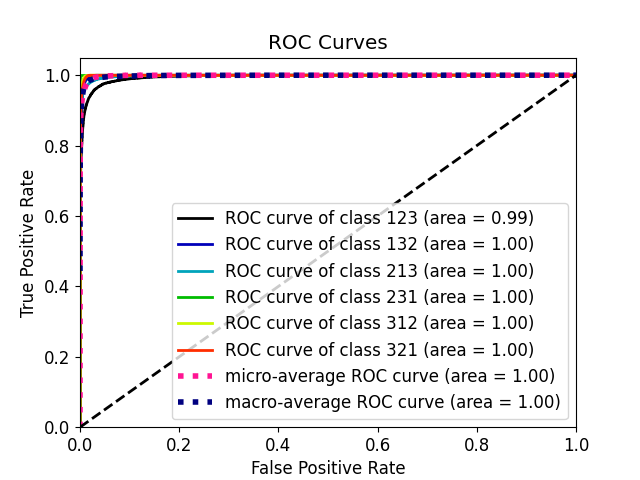 ROC Curves
True Positive Rate
1.0
0.8
0.6
0.4
0.2
0.0
ROC curve of class 123 (area = 0.99)
ROC curve of class 132 (area = 1.00)
ROC curve of class 213 (area = 1.00)
ROC curve of class 231 (area = 1.00)
ROC curve of class 312 (area = 1.00)
ROC curve of class 321 (area = 1.00)
micro-average ROC curve (area = 1.00)
macro-average ROC curve (area = 1.00)
0.0 0.2 0.4 0.6 0.8 1.0
False Positive Rate